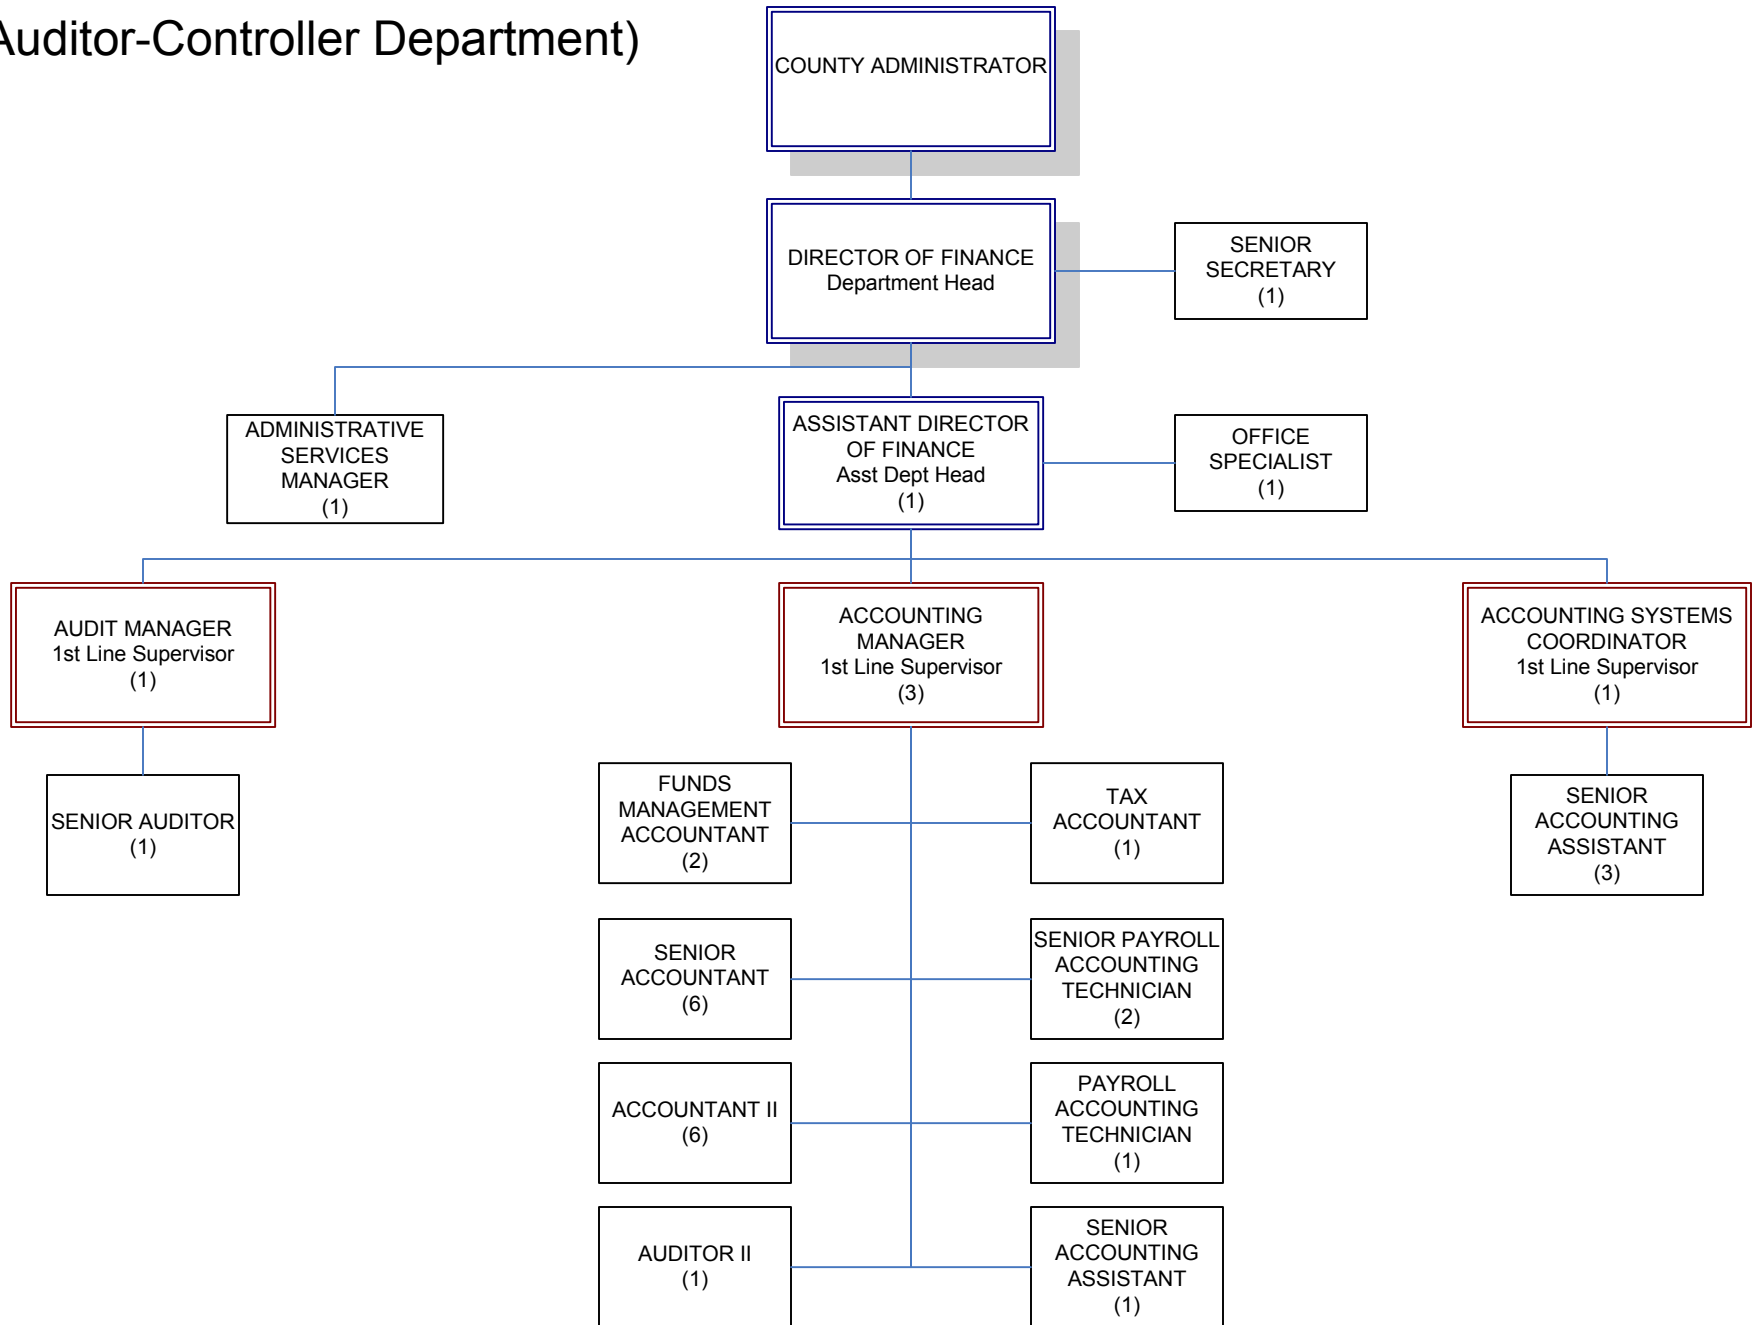 Auditor-Controller Department)
COUNTY ADMINISTRATOR
DIRECTOR OF FINANCE
Department Head
SENIOR
SECRETARY
(1)
ADMINISTRATIVE
SERVICES
MANAGER
(1)
ASSISTANT DIRECTOR
OF FINANCE
Asst Dept Head
(1)
OFFICE
SPECIALIST
(1)
AUDIT MANAGER
1st Line Supervisor
(1)
ACCOUNTING
MANAGER
1st Line Supervisor
(3)
ACCOUNTING SYSTEMS
COORDINATOR
1st Line Supervisor
(1)
SENIOR AUDITOR
(1)
FUNDS
MANAGEMENT
ACCOUNTANT
(2)
TAX
ACCOUNTANT
(1)
SENIOR
ACCOUNTING
ASSISTANT
(3)
SENIOR
ACCOUNTANT
(6)
SENIOR PAYROLL
ACCOUNTING
TECHNICIAN
(2)
ACCOUNTANT II
(6)
PAYROLL
ACCOUNTING
TECHNICIAN
(1)
AUDITOR II
(1)
SENIOR
ACCOUNTING
ASSISTANT
(1)